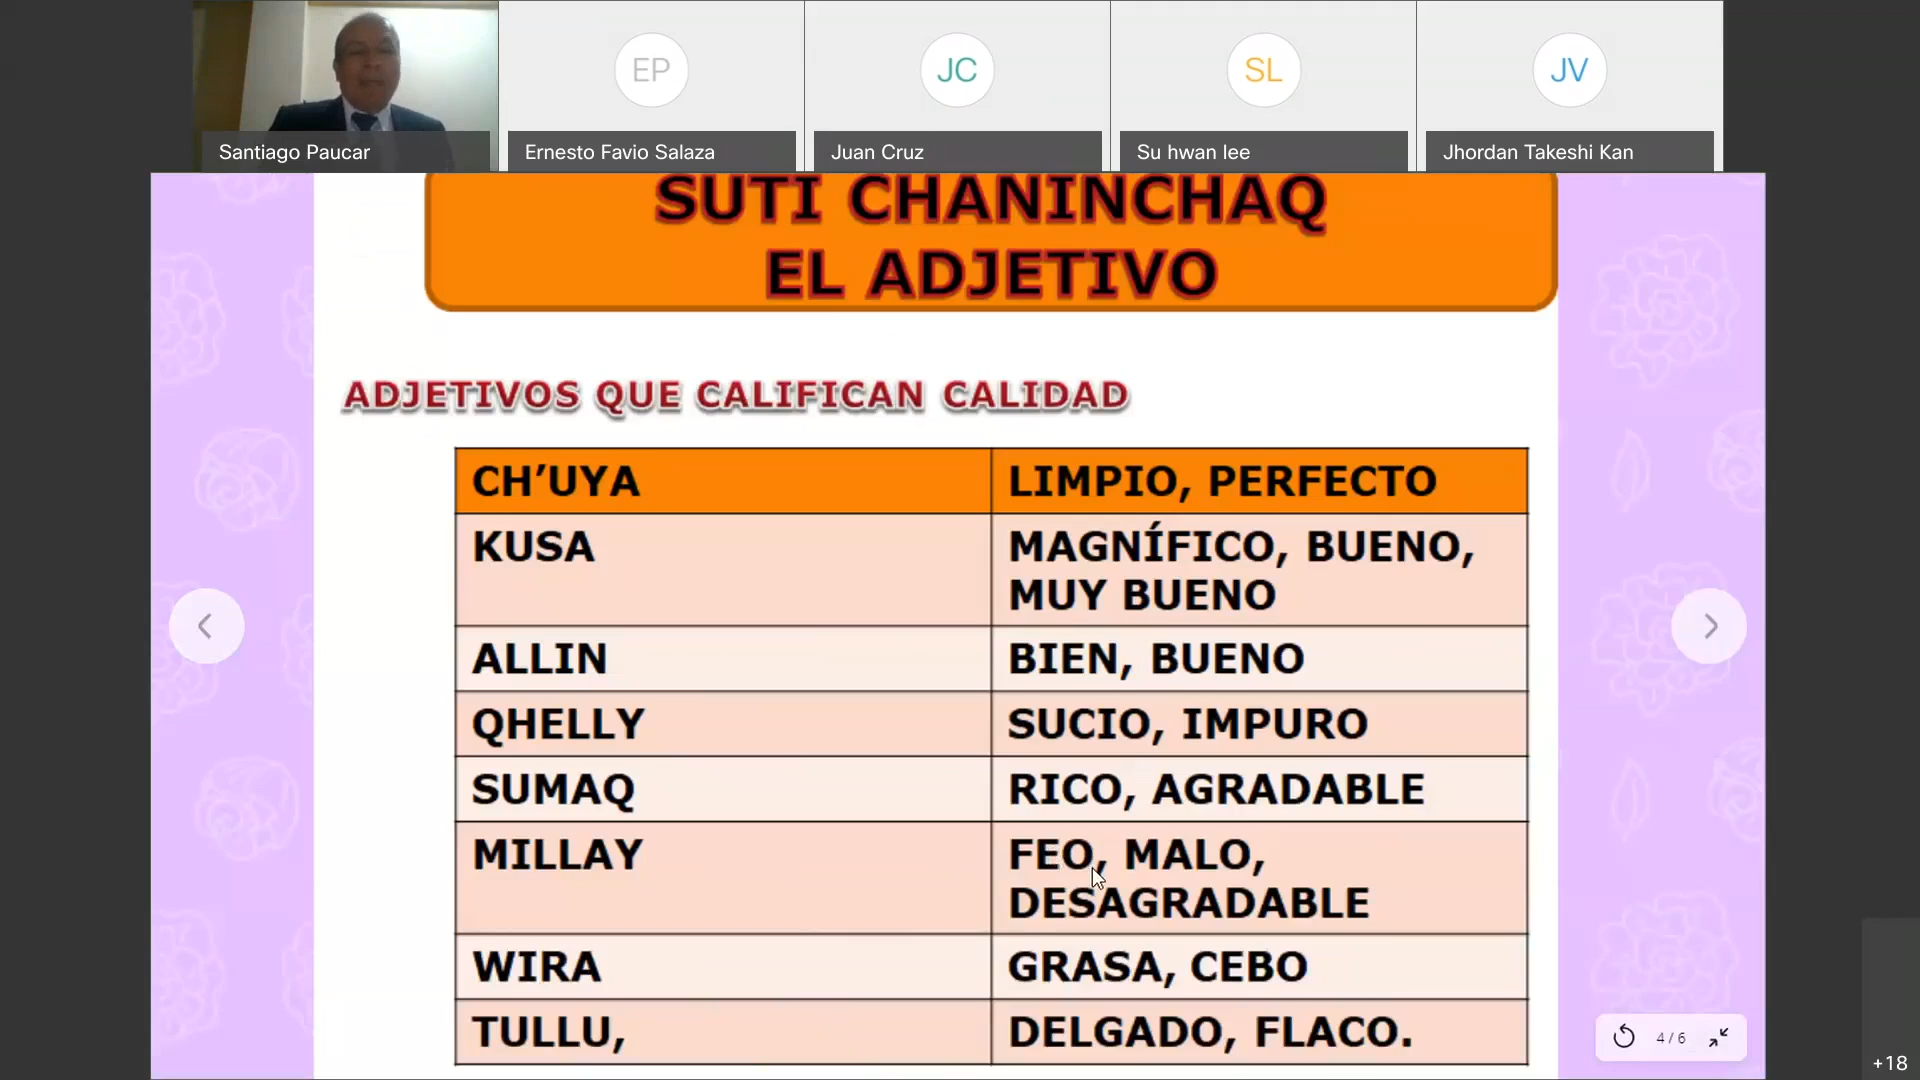 EP
JC
SL
JV
Santiago Paucar
Ernesto Favio Salaza
Juan Cruz
Su hwan lee
Jhordan Takeshi Kan
SUTI CHANINCHAQ
EL ADJETIVO
ADJETIVOS QUE CALIFICAN CALIDAD
CH’UYA
LIMPIO, PERFECTO
KUSA
MAGNÍFICO, BUENO,
MUY BUENO
ALLIN
BIEN, BUENO
QHELLY
SUCIO, IMPURO
SUMAQ
RICO, AGRADABLE
MILLAY
FEO, MALO,
DESAGRADABLE
WIRA
GRASA, CEBO
TULLU,
DELGADO, FLACO.
4/6
+18